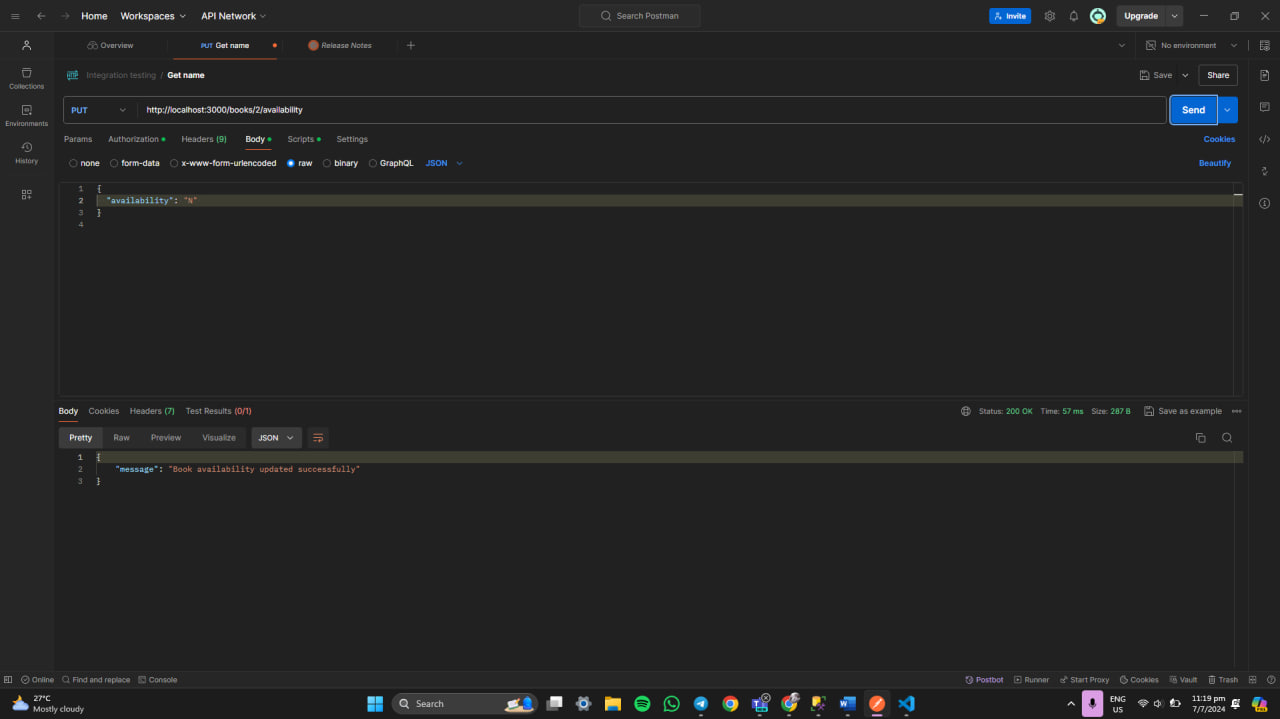 Home Workspaces API Network Search Postman Invite Upgrade
Overview PUT Get name Release Notes No environment
Integration testing / Get name Save Share
PUT http://localhost:3000/books/2/availability Send
Params Authorization Headers (9) Body Scripts Settings Cookies
none form-data x-www-form-urlencoded raw binary GraphQL JSON Beautify
Collections
Environments
History
1 {
2 "availability": "N"
3 }
4
Body Cookies Headers (7) Test Results (0/1) Status: 200 OK Time: 57 ms Size: 287 B Save as example
Pretty Raw Preview Visualize JSON
1 {
2 "message": "Book availability updated successfully"
3 }
Online Find and replace Console Postbot Runner Start Proxy Cookies Vault Trash
27°C
Mostly cloudy
Search
ENG
US
11:19 pm
7/7/2024